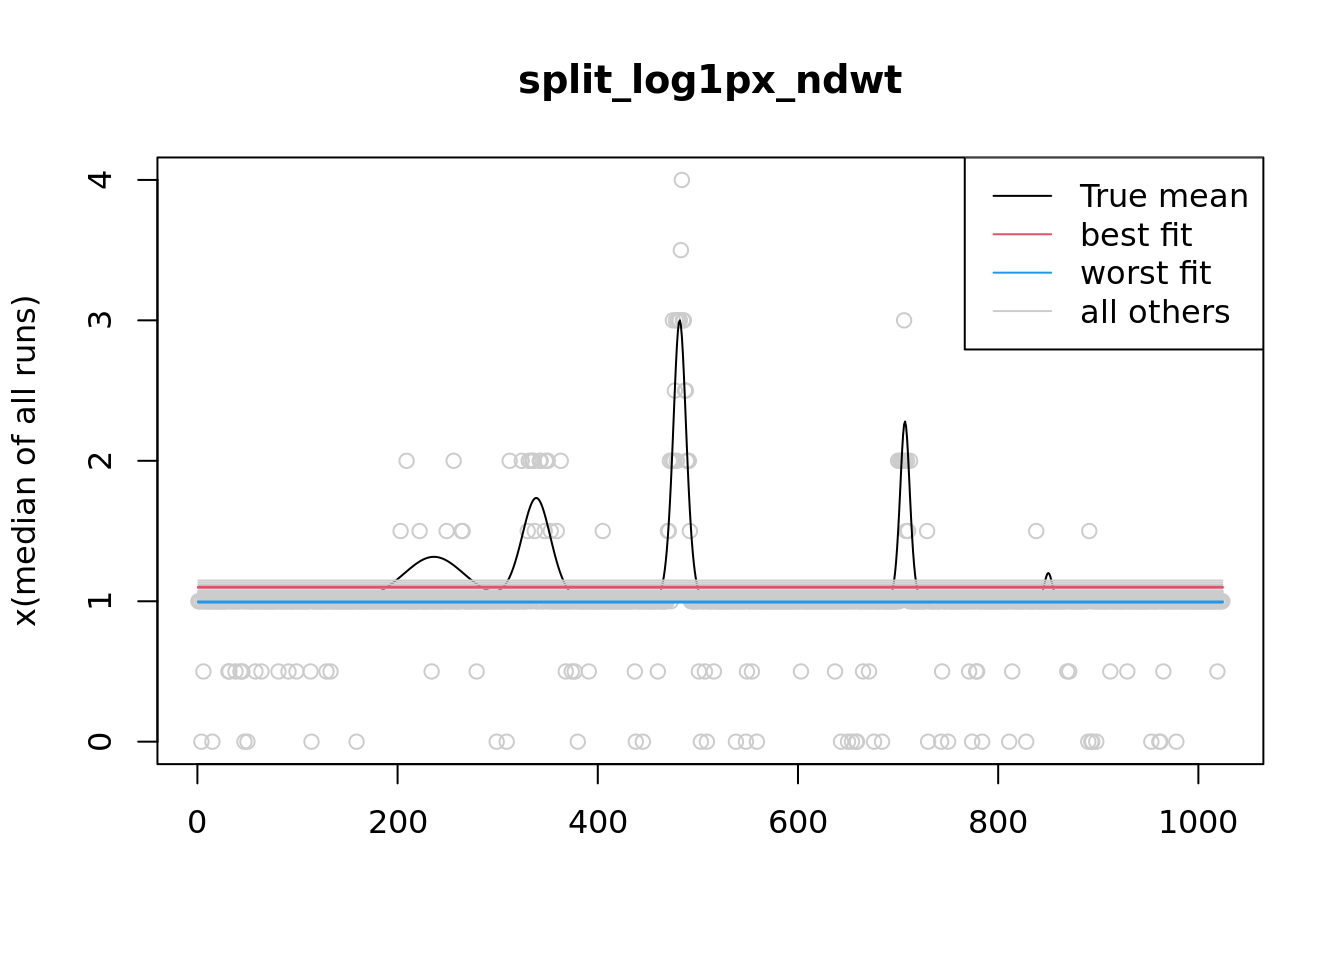 split_log1px_ndwt
x(median of all runs)
4
3
2
1
0
True mean
best fit
worst fit
all others
0 200 400 600 800 1000